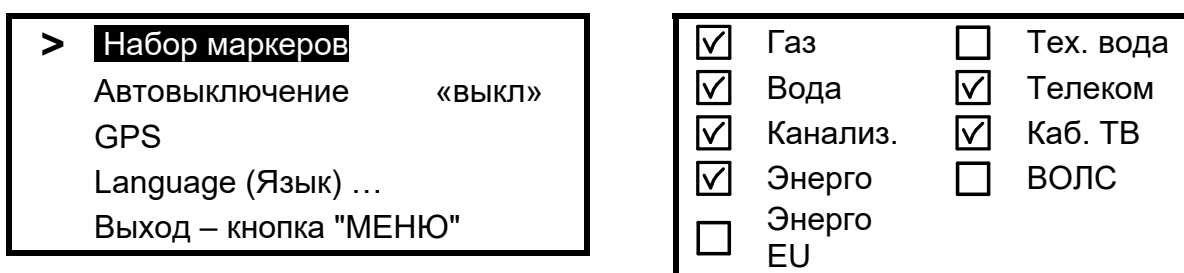 > Набор маркеров
Автовыключение «выкл»
GPS
Language (Язык) …
Выход – кнопка "МЕНЮ"
Газ Тех. вода
Вода Телеком
Канализ. Каб. ТВ
Энерго ВОЛС
Энерго
EU